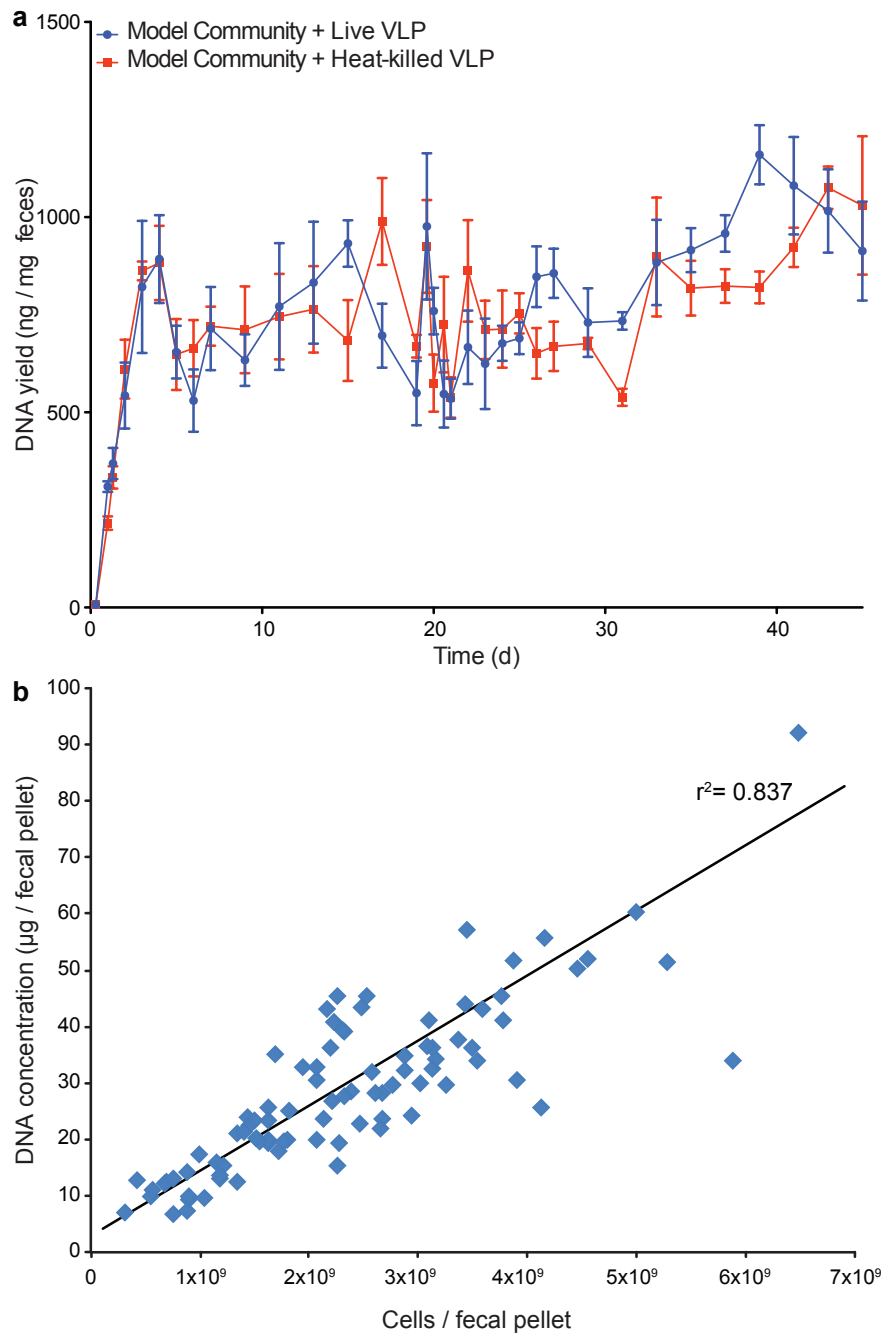 a
1500
Model Community + Live VLP
Model Community + Heat-killed VLP
1000
500
0
DNA yield (ng / mg feces)
0 10 20 30 40
Time (d)
b
100
90
80
70
60
50
40
30
20
10
0
DNA concentration (µg / fecal pellet)
r²= 0.837
0 1x10⁹ 2x10⁹ 3x10⁹ 4x10⁹ 5x10⁹ 6x10⁹ 7x10⁹
Cells / fecal pellet